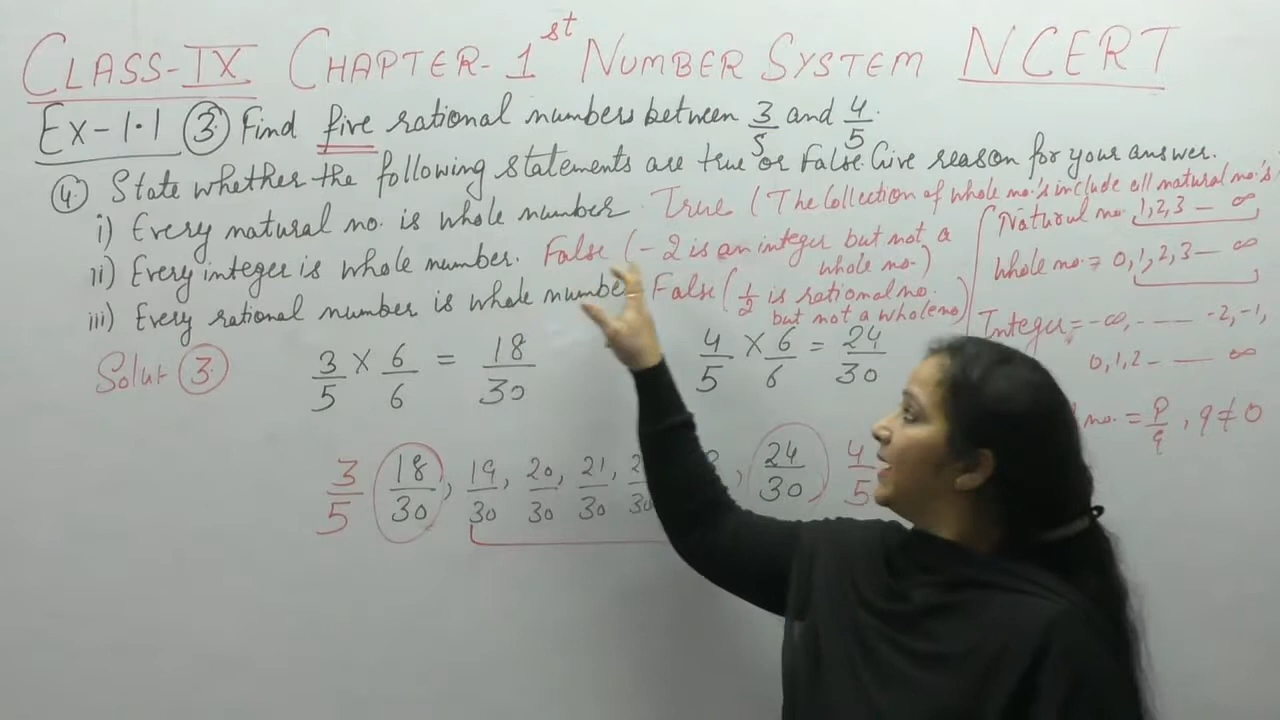 CLASS-IX CHAPTER-1st NUMBER SYSTEM NCERT
Ex-1.1 (3.) Find five rational numbers between 3/5 and 4/5.
(4.) State whether the following statements are true or False. Give reason for your answer.
i) Every natural no. is whole number. True (The Collection of whole no.'s include all natural no.'s
ii) Every integer is whole number. False (-2 is an integer but not a whole no.)
iii) Every rational number is whole number False (1/2 is rational no. but not a whole no.)
Natural no. 1,2,3 — ∞
Whole no. = 0,1,2,3 — ∞
Integer = -∞, — -2,-1,
0,1,2 — — ∞
no. = p/q , q ≠ 0
Solut (3.) 3/5 × 6/6 = 18/30 4/5 × 6/6 = 24/30
3/5 18/30, 19/30, 20/30, 21/30, 30 , 24/30 4/5